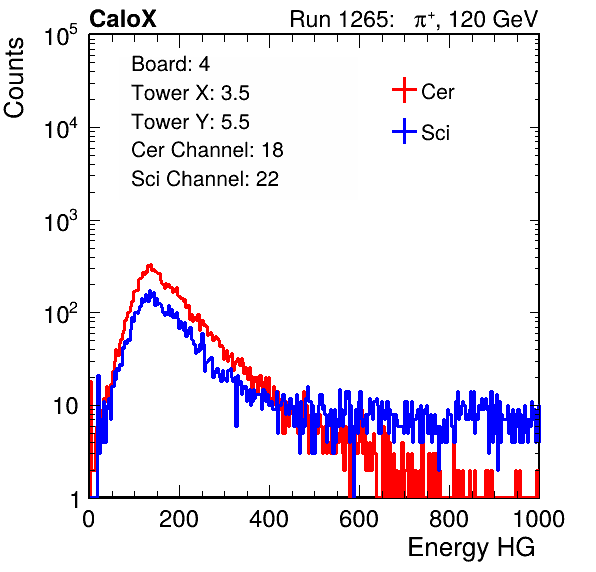 CaloX Run 1265: π⁺, 120 GeV
Counts
10⁵
10⁴
10³
10²
10
1
Board: 4
Tower X: 3.5
Tower Y: 5.5
Cer Channel: 18
Sci Channel: 22
Cer
Sci
0 200 400 600 800 1000
Energy HG